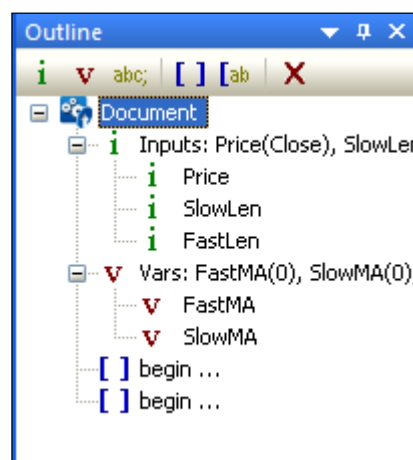 Outline
i v abc; [ ] [ab X
Document
i Inputs: Price(Close), SlowLen
i Price
i SlowLen
i FastLen
v Vars: FastMA(0), SlowMA(0)
v FastMA
v SlowMA
[ ] begin ...
[ ] begin ...